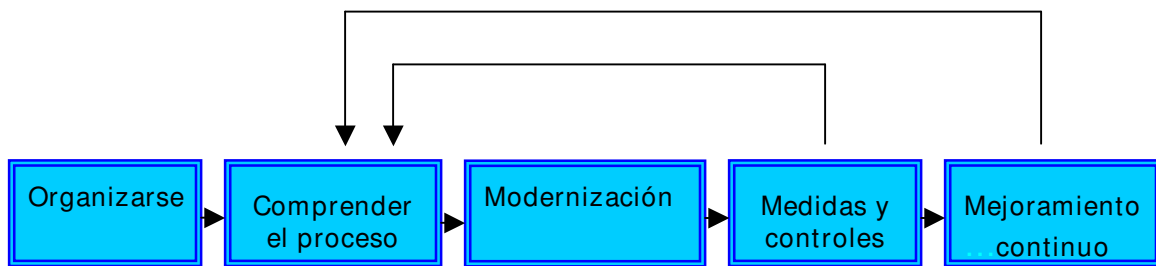 Organizarse
Comprender
el proceso
Modernización
Medidas y
controles
Mejoramiento
...continuo